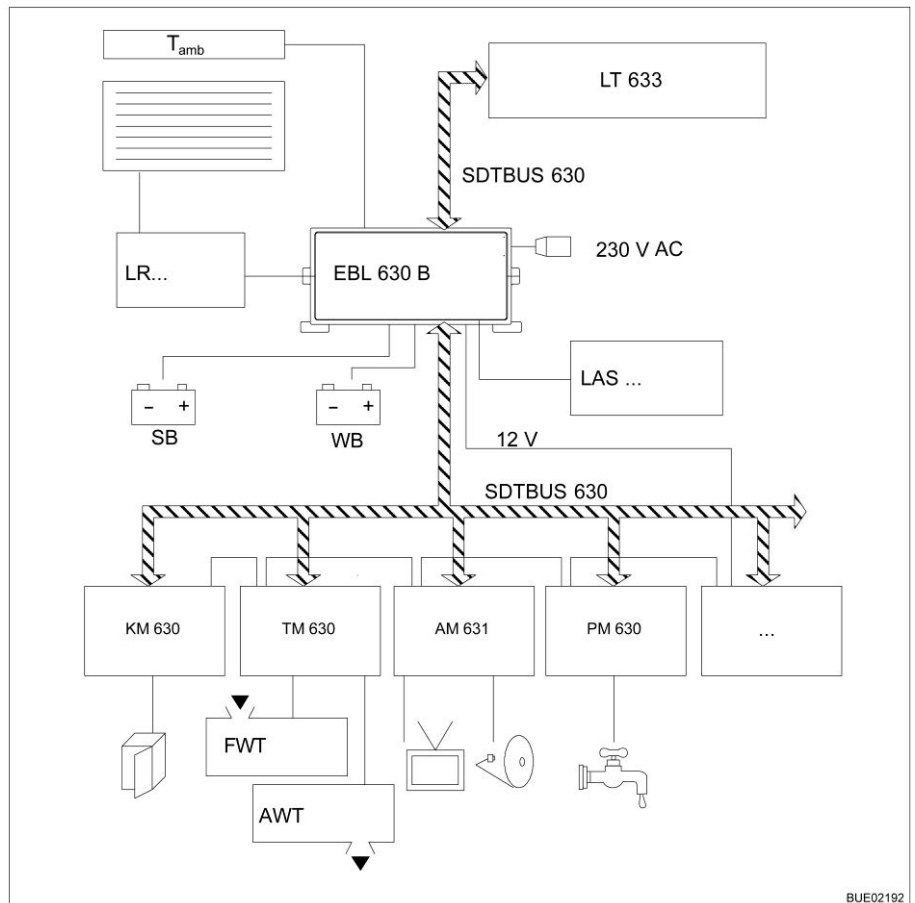 Tamb
LT 633
SDTBUS 630
230 V AC
LR...
EBL 630 B
LAS ...
- +
- +
SB
WB
12 V
SDTBUS 630
KM 630
TM 630
AM 631
PM 630
...
FWT
AWT
BUE02192